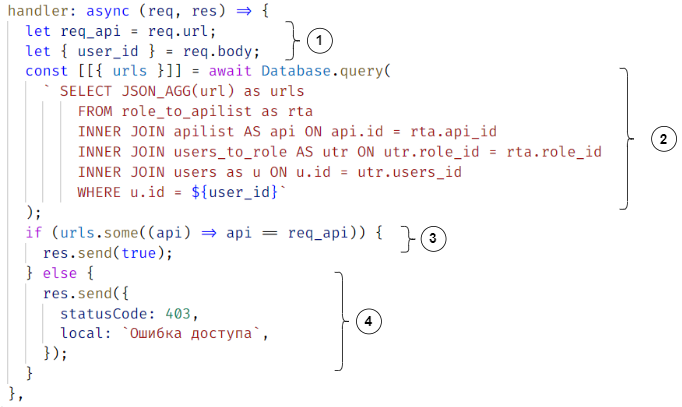 handler: async (req, res) => {
let req_api = req.url;
let { user_id } = req.body;
1
const [[{ urls }]] = await Database.query(
` SELECT JSON_AGG(url) as urls
FROM role_to_apilist as rta
INNER JOIN apilist AS api ON api.id = rta.api_id
INNER JOIN users_to_role AS utr ON utr.role_id = rta.role_id
INNER JOIN users as u ON u.id = utr.users_id
WHERE u.id = ${user_id}`
);
2
if (urls.some((api) => api == req_api)) {
3
res.send(true);
} else {
res.send({
statusCode: 403,
local: `Ошибка доступа`,
});
}
4
},